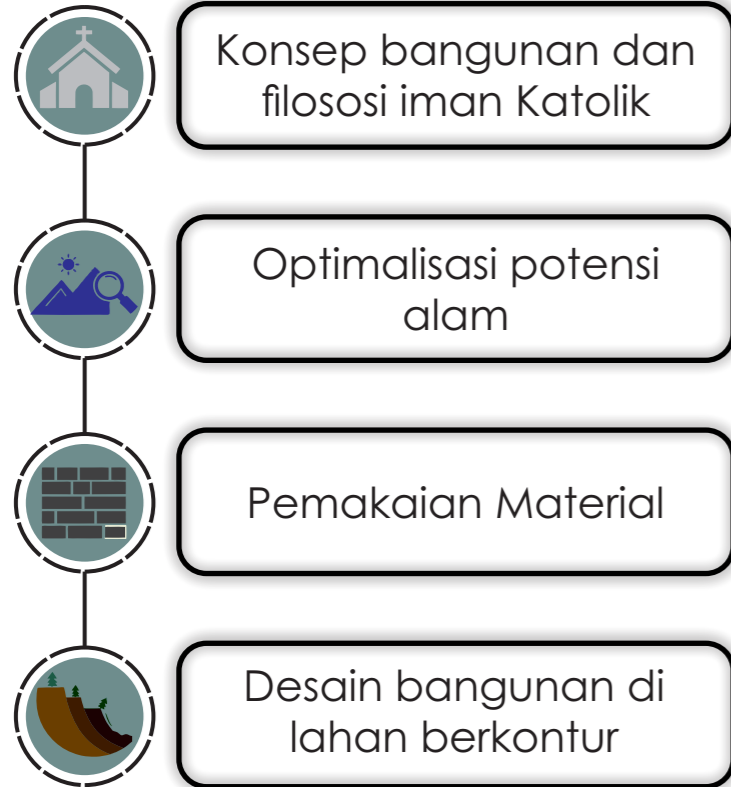 Konsep bangunan dan
filososi iman Katolik
Optimalisasi potensi
alam
Pemakaian Material
Desain bangunan di
lahan berkontur